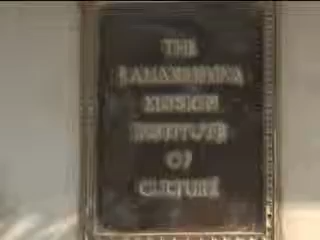 THE
RAMAKRISHNA
MISSION
INSTITUTE
OF
CULTURE